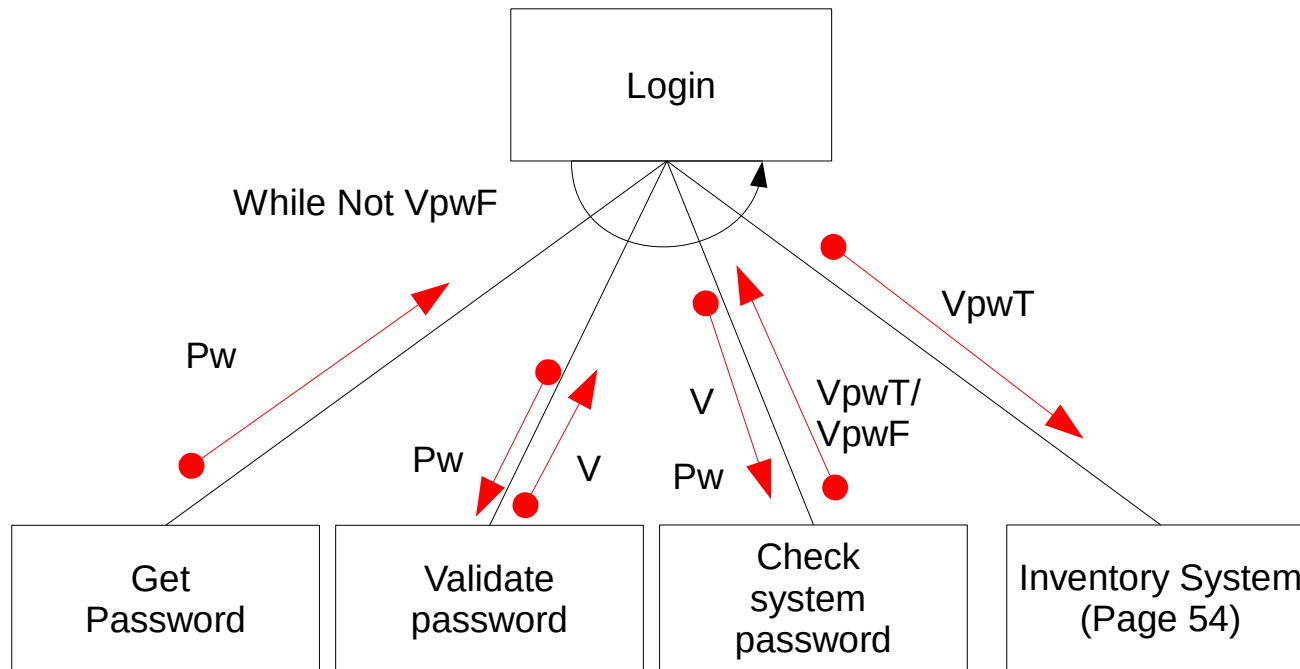 Login
While Not VpwF
VpwT
Pw
V
VpwT/
VpwF
Pw
V
Pw
Get
Password
Validate
password
Check
system
password
Inventory System
(Page 54)